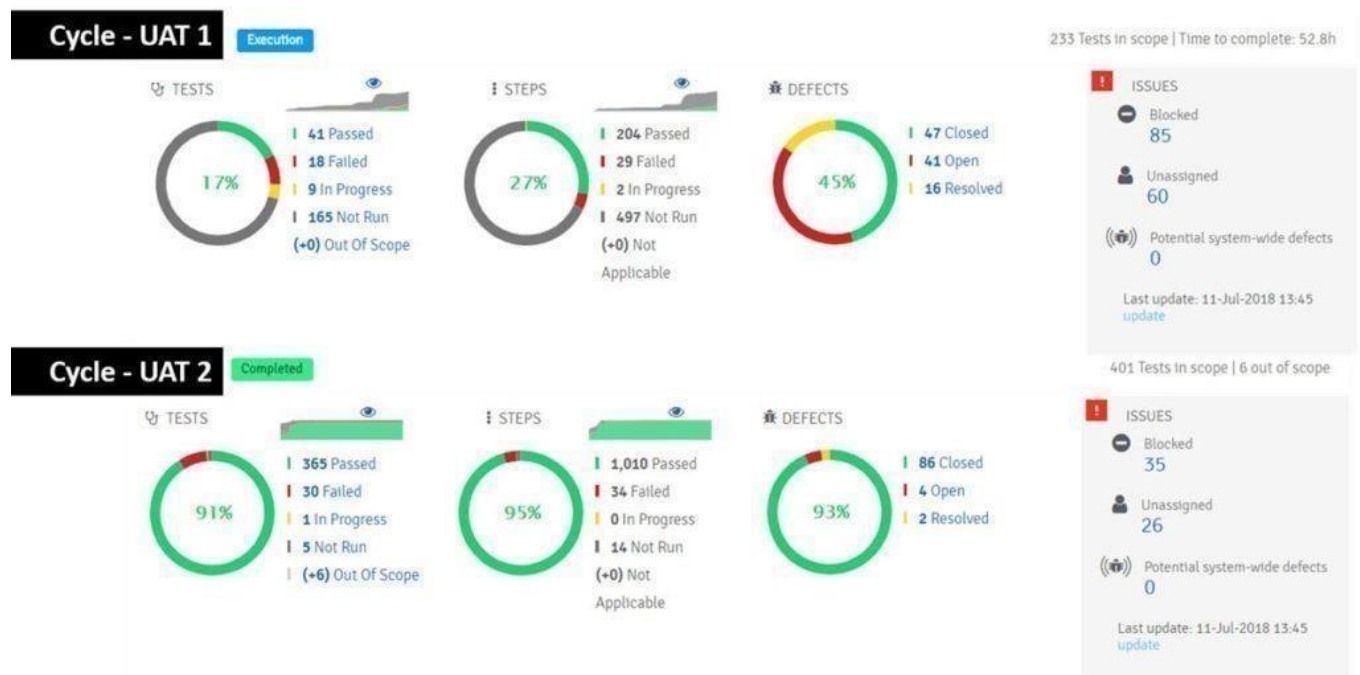 Cycle - UAT 1
Execution
233 Tests in scope | Time to complete: 52.8h
TESTS
17%
41 Passed
18 Failed
9 In Progress
165 Not Run
(+0) Out Of Scope
STEPS
27%
204 Passed
29 Failed
2 In Progress
497 Not Run
(+0) Not
Applicable
DEFECTS
45%
47 Closed
41 Open
16 Resolved
ISSUES
Blocked
85
Unassigned
60
Potential system-wide defects
0
Last update: 11-Jul-2018 13:45
update
Cycle - UAT 2
Completed
401 Tests in scope | 6 out of scope
TESTS
91%
365 Passed
30 Failed
1 In Progress
5 Not Run
(+6) Out Of Scope
STEPS
95%
1,010 Passed
34 Failed
0 In Progress
14 Not Run
(+0) Not
Applicable
DEFECTS
93%
86 Closed
4 Open
2 Resolved
ISSUES
Blocked
35
Unassigned
26
Potential system-wide defects
0
Last update: 11-Jul-2018 13:45
update